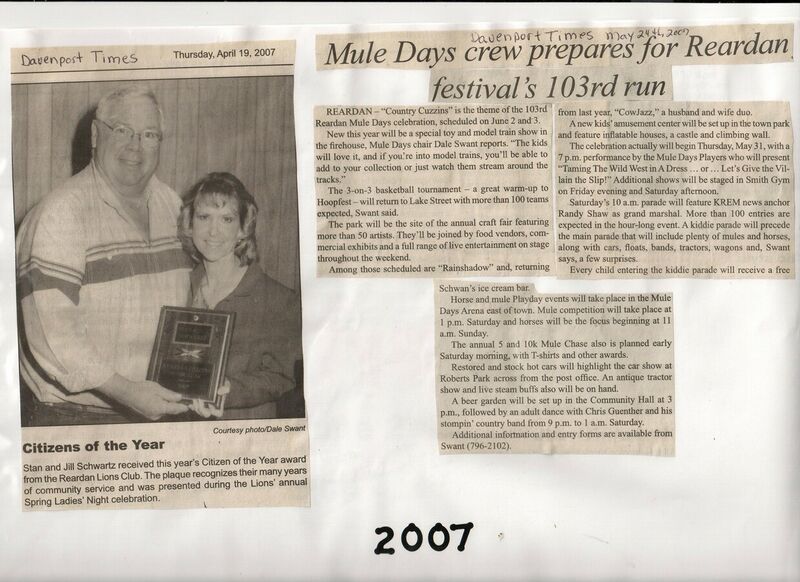 Davenport Times
Thursday, April 19, 2007
Courtesy photo/Dale Swant
Citizens of the Year
Stan and Jill Schwartz received this year's Citizen of the Year award
from the Reardan Lions Club. The plaque recognizes their many years
of community service and was presented during the Lions' annual
Spring Ladies' Night celebration.
Davenport Times May 24th, 2007
Mule Days crew prepares for Reardan
festival's 103rd run
REARDAN – "Country Cuzzins" is the theme of the 103rd
Reardan Mule Days celebration, scheduled on June 2 and 3.
New this year will be a special toy and model train show in
the firehouse, Mule Days chair Dale Swant reports. "The kids
will love it, and if you're into model trains, you'll be able to
add to your collection or just watch them stream around the
tracks."
The 3-on-3 basketball tournament – a great warm-up to
Hoopfest – will return to Lake Street with more than 100 teams
expected, Swant said.
The park will be the site of the annual craft fair featuring
more than 50 artists. They'll be joined by food vendors, com-
mercial exhibits and a full range of live entertainment on stage
throughout the weekend.
Among those scheduled are "Rainshadow" and, returning
from last year, "CowJazz," a husband and wife duo.
A new kids' amusement center will be set up in the town park
and feature inflatable houses, a castle and climbing wall.
The celebration actually will begin Thursday, May 31, with a
7 p.m. performance by the Mule Days Players who will present
"Taming The Wild West in A Dress ... or ... Let's Give the Vil-
lain the Slip!" Additional shows will be staged in Smith Gym
on Friday evening and Saturday afternoon.
Saturday's 10 a.m. parade will feature KREM news anchor
Randy Shaw as grand marshal. More than 100 entries are
expected in the hour-long event. A kiddie parade will precede
the main parade that will include plenty of mules and horses,
along with cars, floats, bands, tractors, wagons and, Swant
says, a few surprises.
Every child entering the kiddie parade will receive a free
Schwan's ice cream bar.
Horse and mule Playday events will take place in the Mule
Days Arena east of town. Mule competition will take place at
1 p.m. Saturday and horses will be the focus beginning at 11
a.m. Sunday.
The annual 5 and 10k Mule Chase also is planned early
Saturday morning, with T-shirts and other awards.
Restored and stock hot cars will highlight the car show at
Roberts Park across from the post office. An antique tractor
show and live steam buffs also will be on hand.
A beer garden will be set up in the Community Hall at 3
p.m., followed by an adult dance with Chris Guenther and his
stompin' country band from 9 p.m. to 1 a.m. Saturday.
Additional information and entry forms are available from
Swant (796-2102).
2007